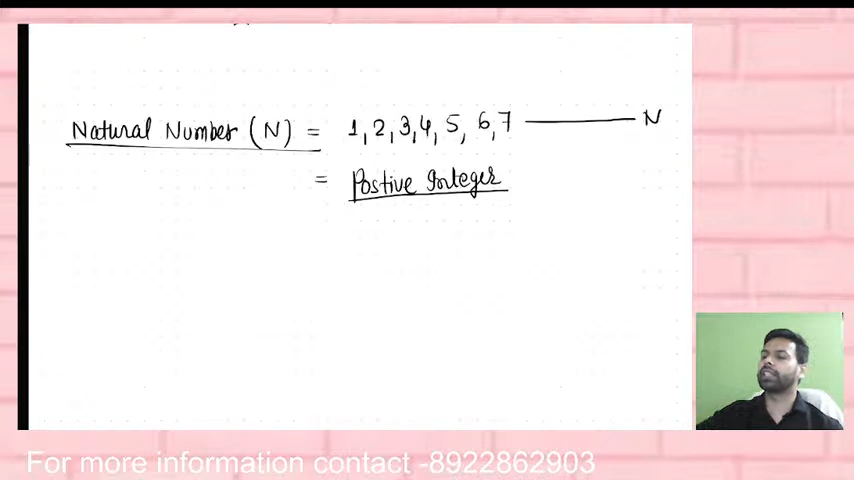 Natural Number (N) = 1, 2, 3, 4, 5, 6, 7 ——— N
= Postive Integer
For more information contact -8922862903